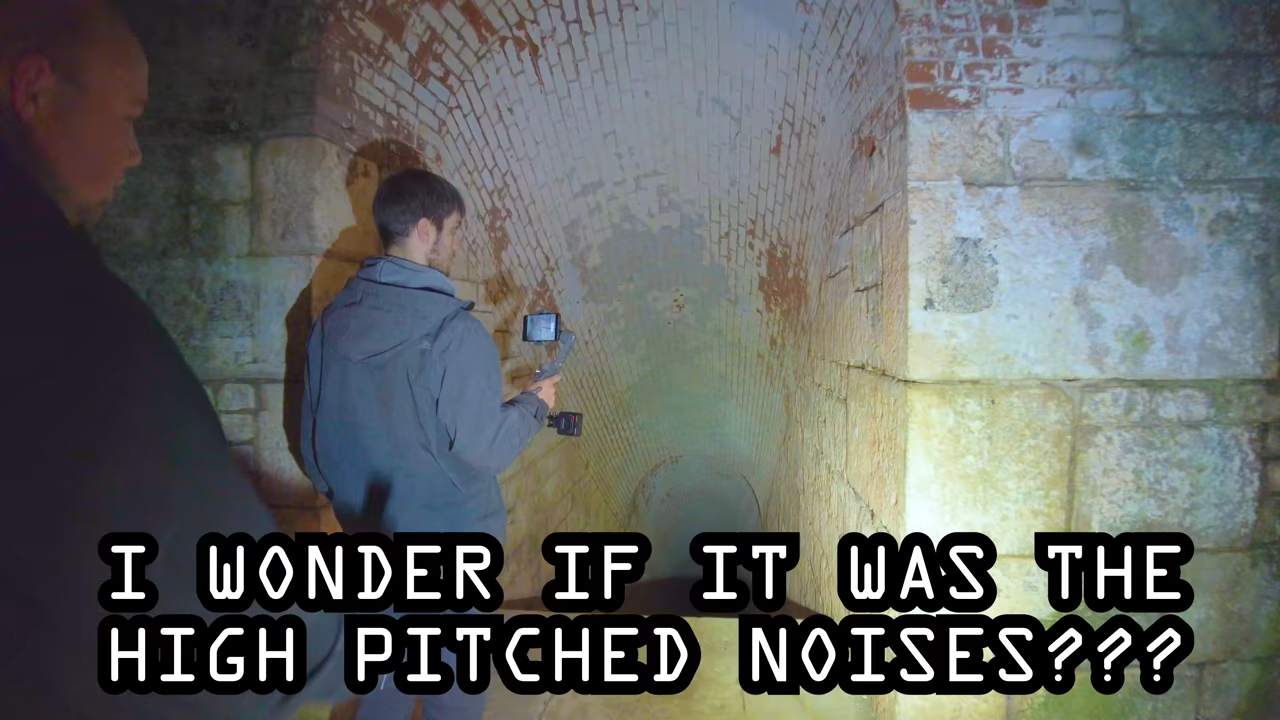 I WONDER IF IT WAS THE
HIGH PITCHED NOISES???